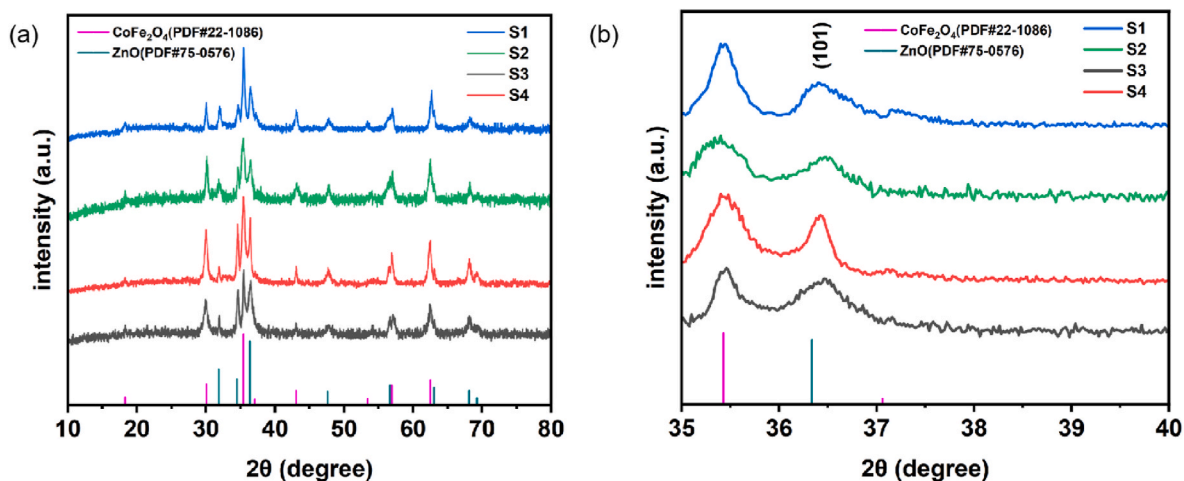 (a)
CoFe₂O₄(PDF#22-1086)
ZnO(PDF#75-0576)
S1
S2
S3
S4
intensity (a.u.)
10 20 30 40 50 60 70 80
2θ (degree)
(b)
(101)
CoFe₂O₄(PDF#22-1086)
ZnO(PDF#75-0576)
S1
S2
S3
S4
intensity (a.u.)
35 36 37 38 39 40
2θ (degree)